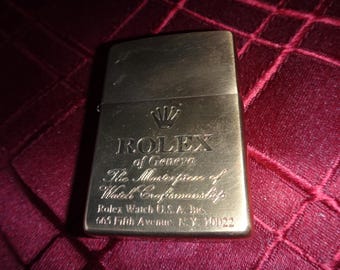 ROLEX
of Geneva
The Masterpiece of
Watch Craftsmanship
Rolex Watch U.S.A. Inc.
665 Fifth Avenue N.Y. 10022